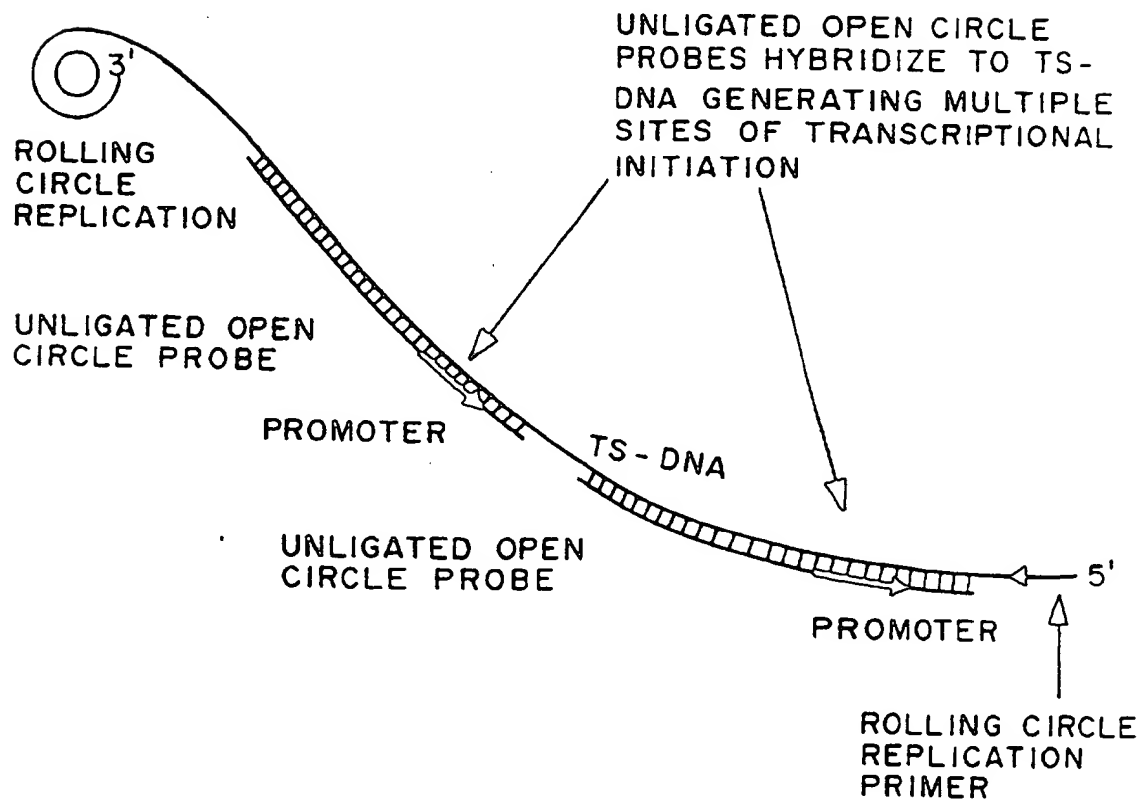 UNLIGATED OPEN CIRCLE
PROBES HYBRIDIZE TO TS-
DNA GENERATING MULTIPLE
SITES OF TRANSCRIPTIONAL
INITIATION
3'
ROLLING
CIRCLE
REPLICATION
UNLIGATED OPEN
CIRCLE PROBE
PROMOTER
TS-DNA
UNLIGATED OPEN
CIRCLE PROBE
5'
PROMOTER
ROLLING CIRCLE
REPLICATION
PRIMER